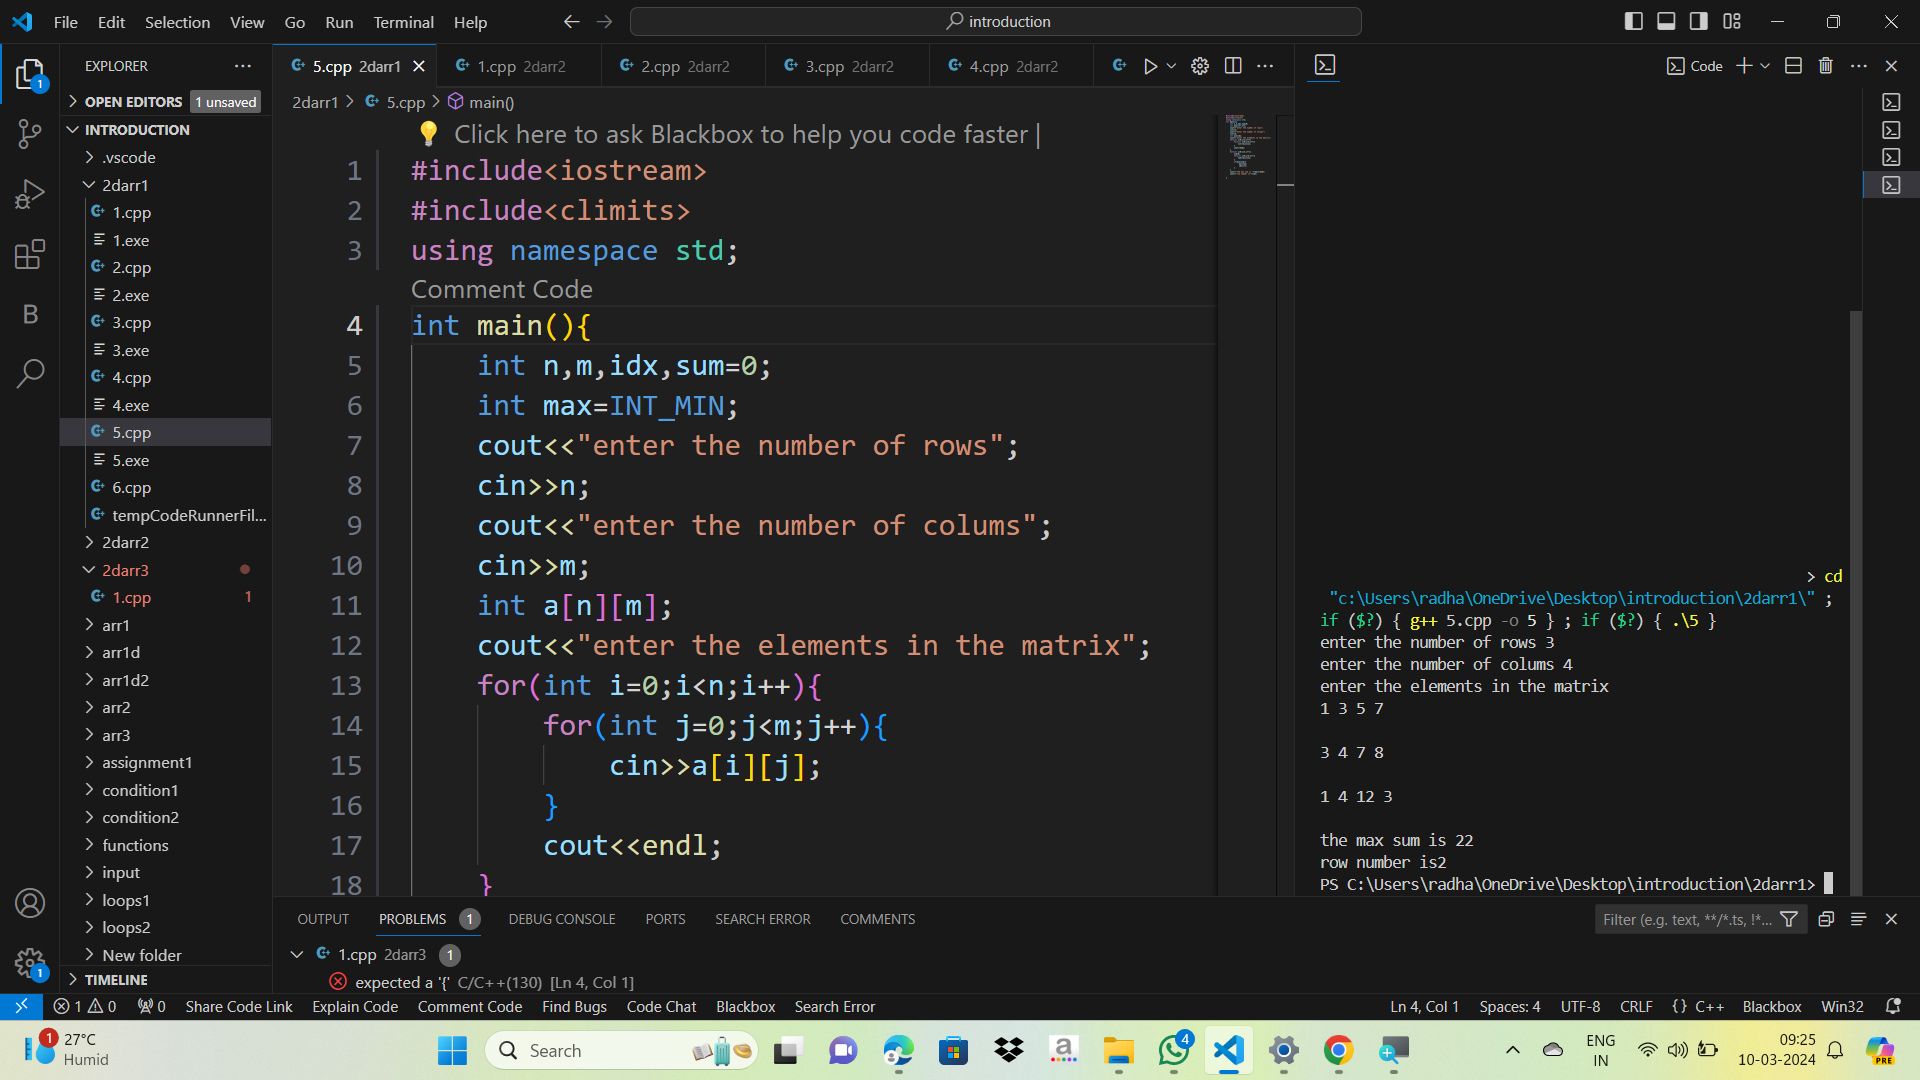 File Edit Selection View Go Run Terminal Help
introduction
EXPLORER
OPEN EDITORS 1 unsaved
INTRODUCTION
.vscode
2darr1
1.cpp
1.exe
2.cpp
2.exe
3.cpp
3.exe
4.cpp
4.exe
5.cpp
5.exe
6.cpp
tempCodeRunnerFil...
2darr2
2darr3
1.cpp 1
arr1
arr1d
arr1d2
arr2
arr3
assignment1
condition1
condition2
functions
input
loops1
loops2
New folder
TIMELINE
1
B
1
5.cpp 2darr1 1.cpp 2darr2 2.cpp 2darr2 3.cpp 2darr2 4.cpp 2darr2
2darr1 > 5.cpp > main()
Click here to ask Blackbox to help you code faster |
1 #include<iostream>
2 #include<climits>
3 using namespace std;
Comment Code
4 int main(){
5 int n,m,idx,sum=0;
6 int max=INT_MIN;
7 cout<<"enter the number of rows";
8 cin>>n;
9 cout<<"enter the number of colums";
10 cin>>m;
11 int a[n][m];
12 cout<<"enter the elements in the matrix";
13 for(int i=0;i<n;i++){
14 for(int j=0;j<m;j++){
15 cin>>a[i][j];
16 }
17 cout<<endl;
18 }
Code
> cd
"c:\Users\radha\OneDrive\Desktop\introduction\2darr1\" ;
if ($?) { g++ 5.cpp -o 5 } ; if ($?) { .\5 }
enter the number of rows 3
enter the number of colums 4
enter the elements in the matrix
1 3 5 7
3 4 7 8
1 4 12 3
the max sum is 22
row number is2
PS C:\Users\radha\OneDrive\Desktop\introduction\2darr1>
OUTPUT PROBLEMS 1 DEBUG CONSOLE PORTS SEARCH ERROR COMMENTS
Filter (e.g. text, **/*.ts, !*...
1.cpp 2darr3 1
expected a '{' C/C++(130) [Ln 4, Col 1]
1 0 0 Share Code Link Explain Code Comment Code Find Bugs Code Chat Blackbox Search Error
Ln 4, Col 1 Spaces: 4 UTF-8 CRLF {} C++ Blackbox Win32
1
27°C
Humid
Search
a
4
PRE
ENG
IN
09:25
10-03-2024